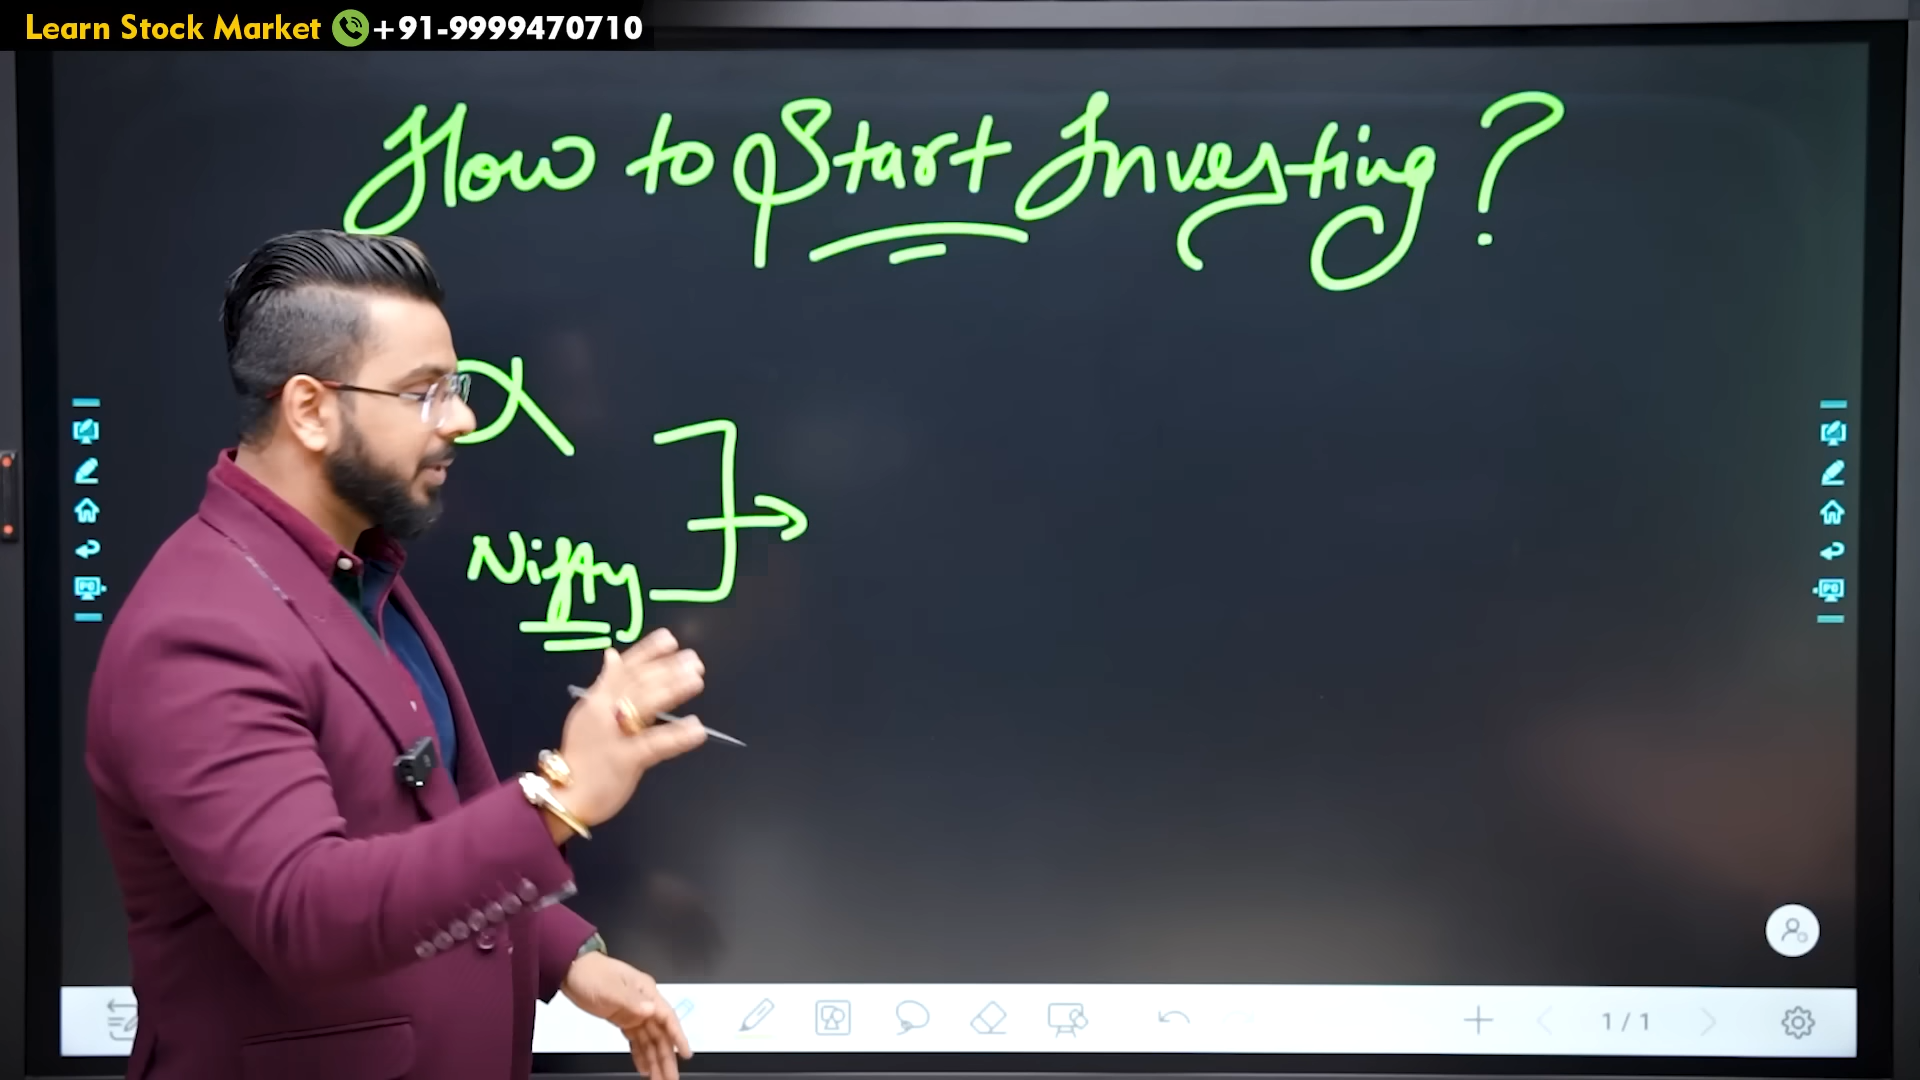 Learn Stock Market +91-9999470710
How to Start Investing?
Nifty
1/1